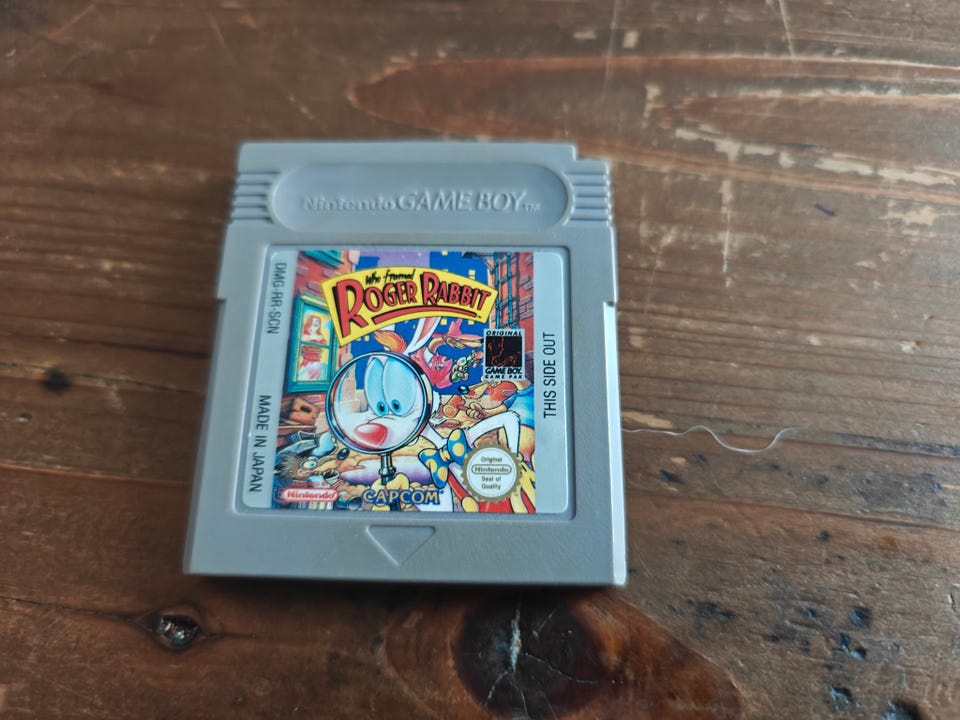 Nintendo GAME BOY TM
DMG-RR-SCN
MADE IN JAPAN
Who framed
ROGER RABBIT
ORIGINAL
GAME BOY
GAME PAK
THIS SIDE OUT
Original
Nintendo
Seal of
Quality
Nintendo
CAPCOM